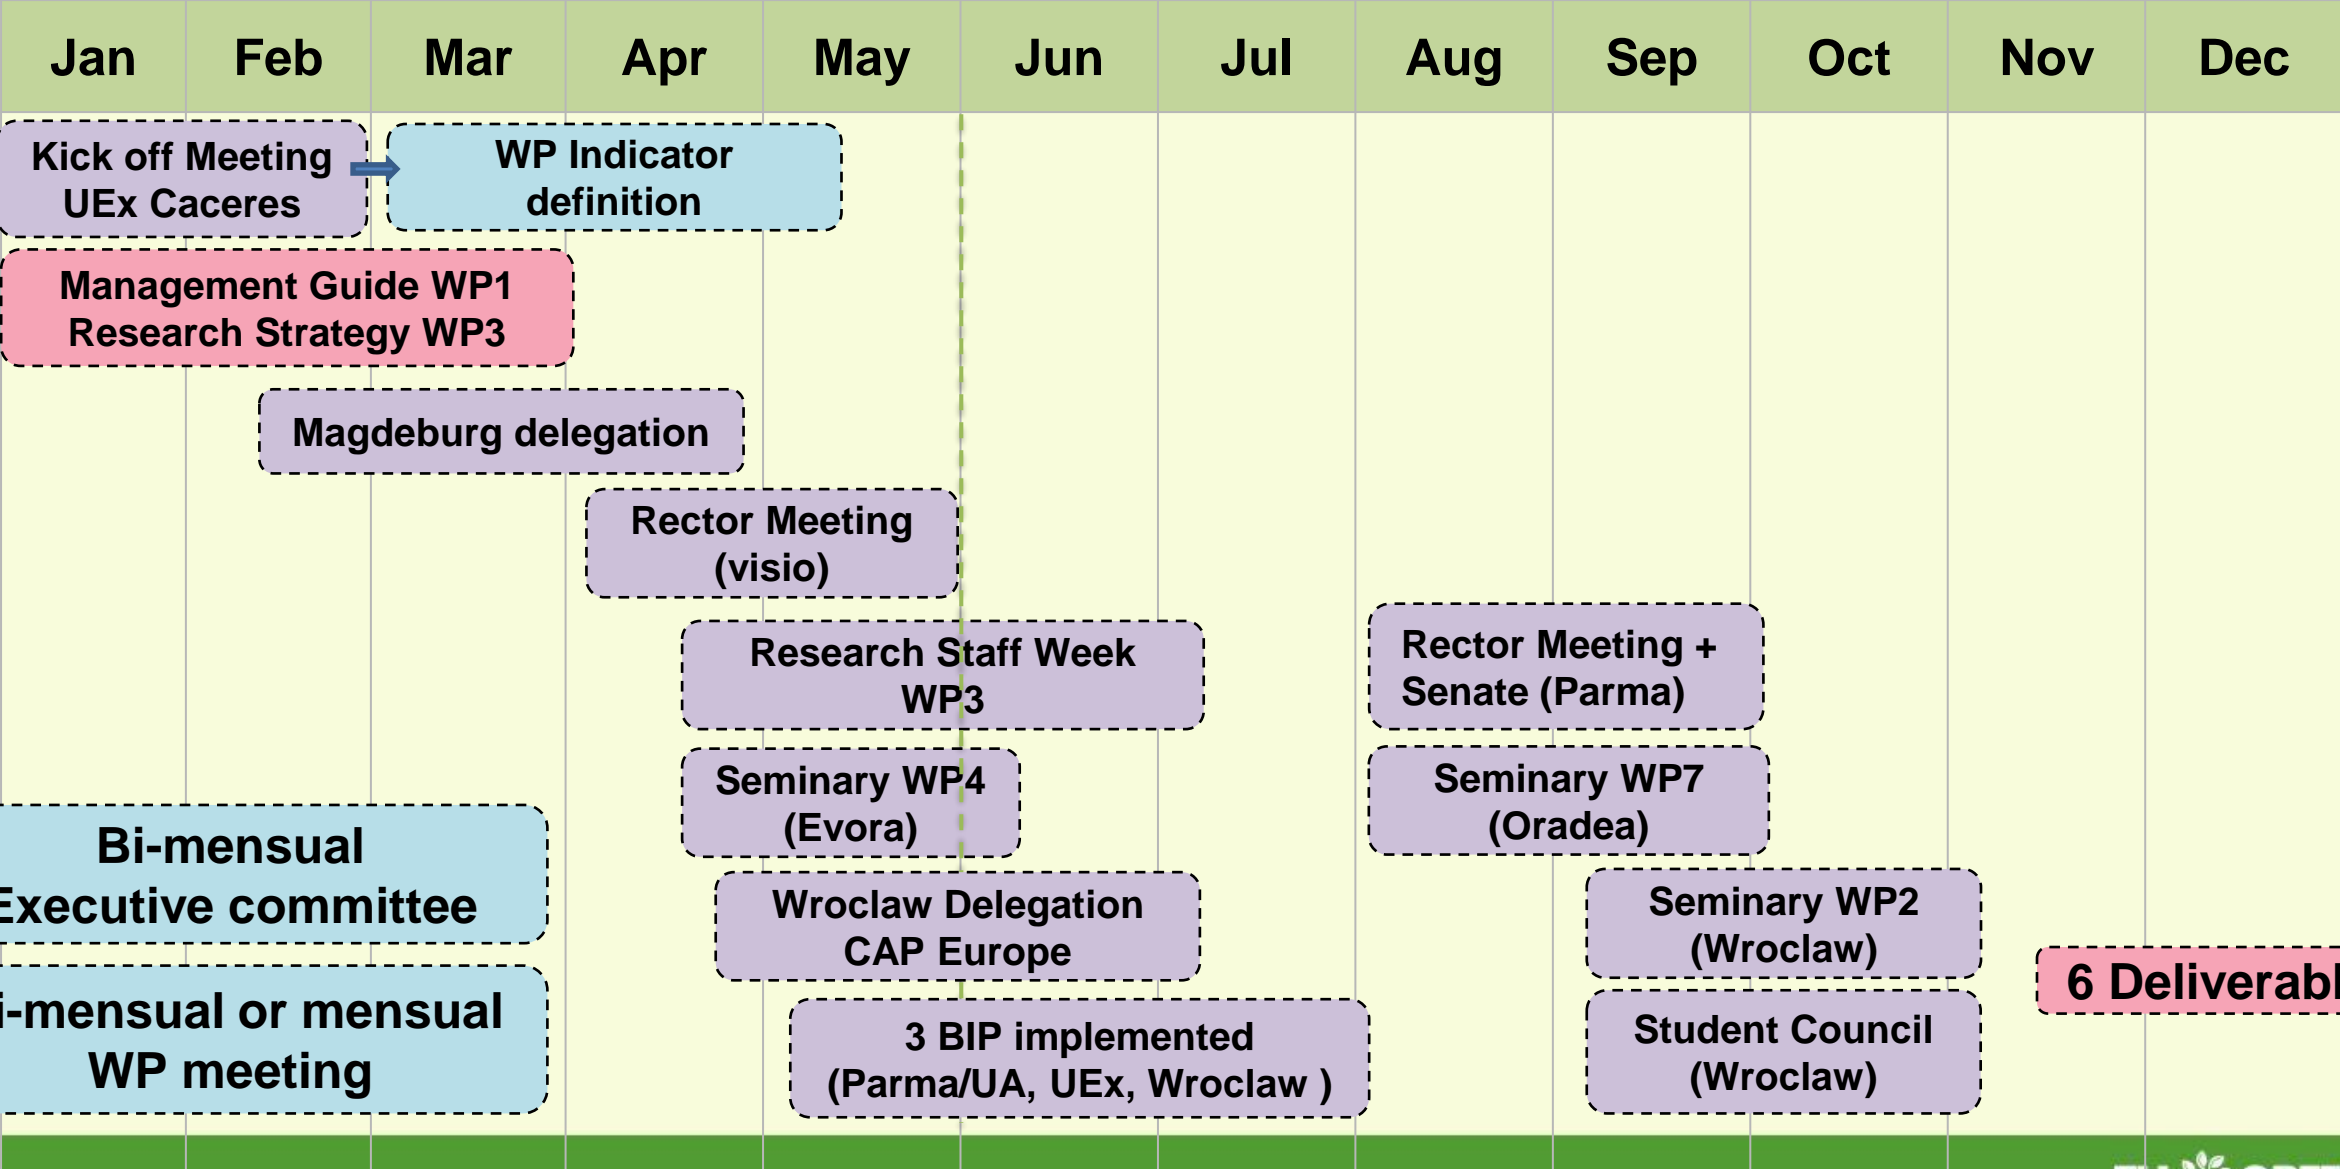 Jan Feb Mar Apr May Jun Jul Aug Sep Oct Nov Dec
Kick off Meeting
UEx Caceres
WP Indicator
definition
Management Guide WP1
Research Strategy WP3
Magdeburg delegation
Rector Meeting
(visio)
Research Staff Week
WP3
Rector Meeting +
Senate (Parma)
Seminary WP4
(Evora)
Seminary WP7
(Oradea)
Bi-mensual
Executive committee
Wroclaw Delegation
CAP Europe
Seminary WP2
(Wroclaw)
6 Deliverabl
i-mensual or mensual
WP meeting
3 BIP implemented
(Parma/UA, UEx, Wroclaw )
Student Council
(Wroclaw)